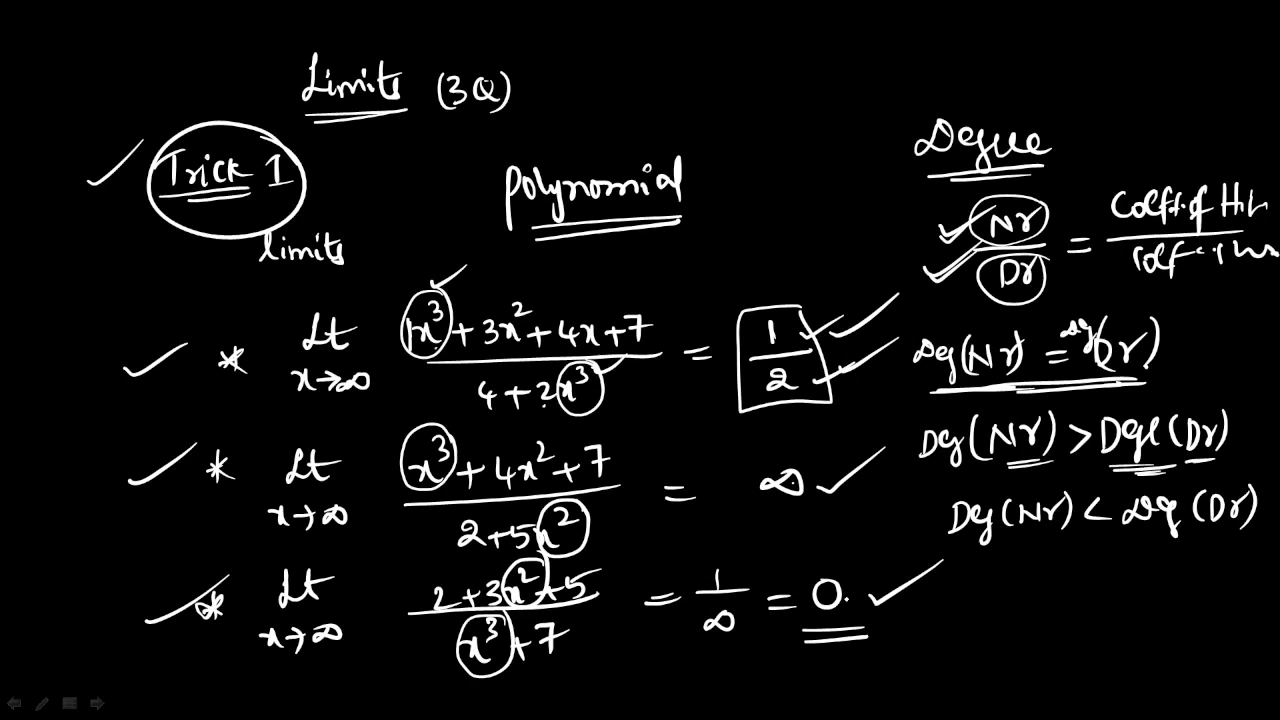 Limits (3Q)
Trick 1
limits
Polynomial
Degree
Nr / Dr = Coeff. of H.
* Lt x→∞ (1x³ + 3x² + 4x + 7) / (4 + 2x³) = 1/2
Deg(Nr) = deg(Dr)
* Lt x→∞ (x³ + 4x² + 7) / (2 + 5x²) = ∞
Deg(Nr) > Deg(Dr)
Deg(Nr) < Deg(Dr)
* Lt x→∞ (2 + 3x² + 5) / (x³ + 7) = 1/∞ = 0.